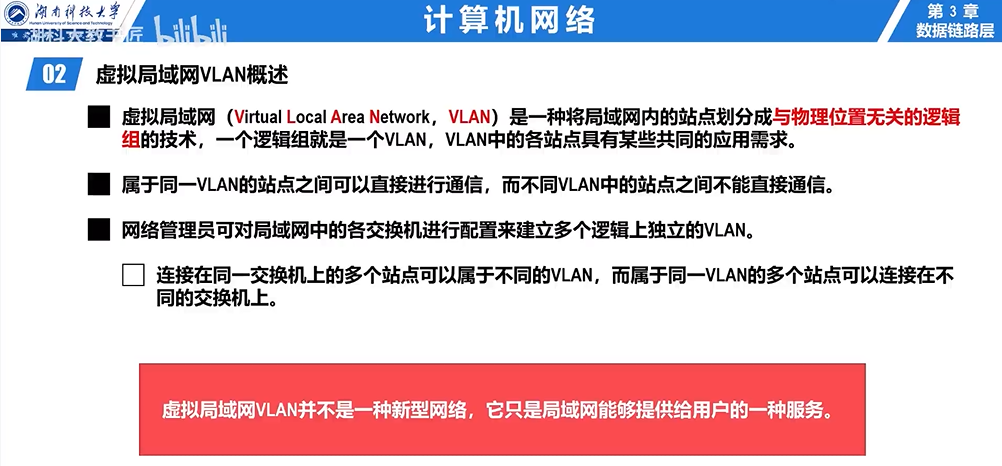 湖南科技大学
Hunan University of Science and Technology
湖科大教书匠 bilibili
计算机网络
第 3 章
数据链路层
02 虚拟局域网VLAN概述
虚拟局域网（Virtual Local Area Network，VLAN）是一种将局域网内的站点划分成与物理位置无关的逻辑
组的技术，一个逻辑组就是一个VLAN，VLAN中的各站点具有某些共同的应用需求。
属于同一VLAN的站点之间可以直接进行通信，而不同VLAN中的站点之间不能直接通信。
网络管理员可对局域网中的各交换机进行配置来建立多个逻辑上独立的VLAN。
连接在同一交换机上的多个站点可以属于不同的VLAN，而属于同一VLAN的多个站点可以连接在不
同的交换机上。
虚拟局域网VLAN并不是一种新型网络，它只是局域网能够提供给用户的一种服务。